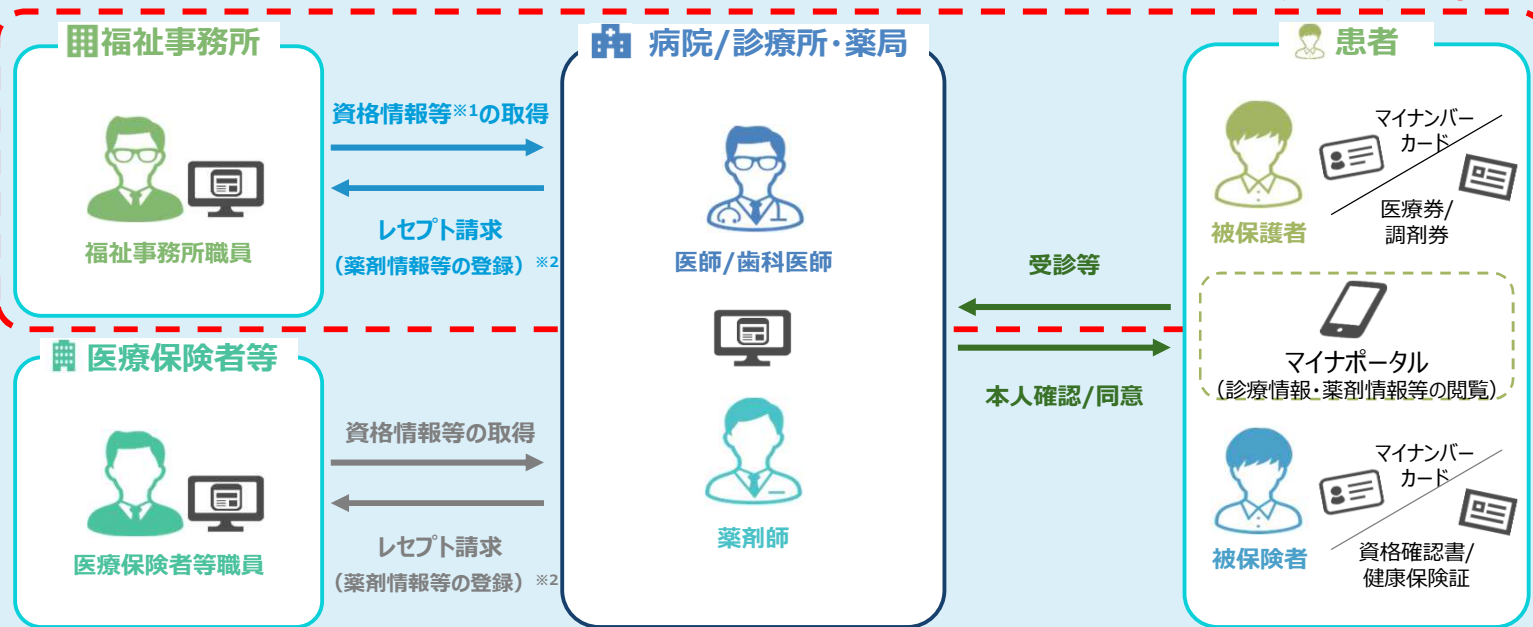 福祉事務所
資格情報等※1の取得
レセプト請求
（薬剤情報等の登録）※2
福祉事務所職員
医療保険者等
資格情報等の取得
レセプト請求
（薬剤情報等の登録）※2
医療保険者等職員
病院/診療所・薬局
医師/歯科医師
薬剤師
受診等
本人確認/同意
患者
マイナンバー
カード
医療券/
調剤券
被保護者
マイナポータル
（診療情報・薬剤情報等の閲覧）
マイナンバー
カード
資格確認書/
健康保険証
被保険者